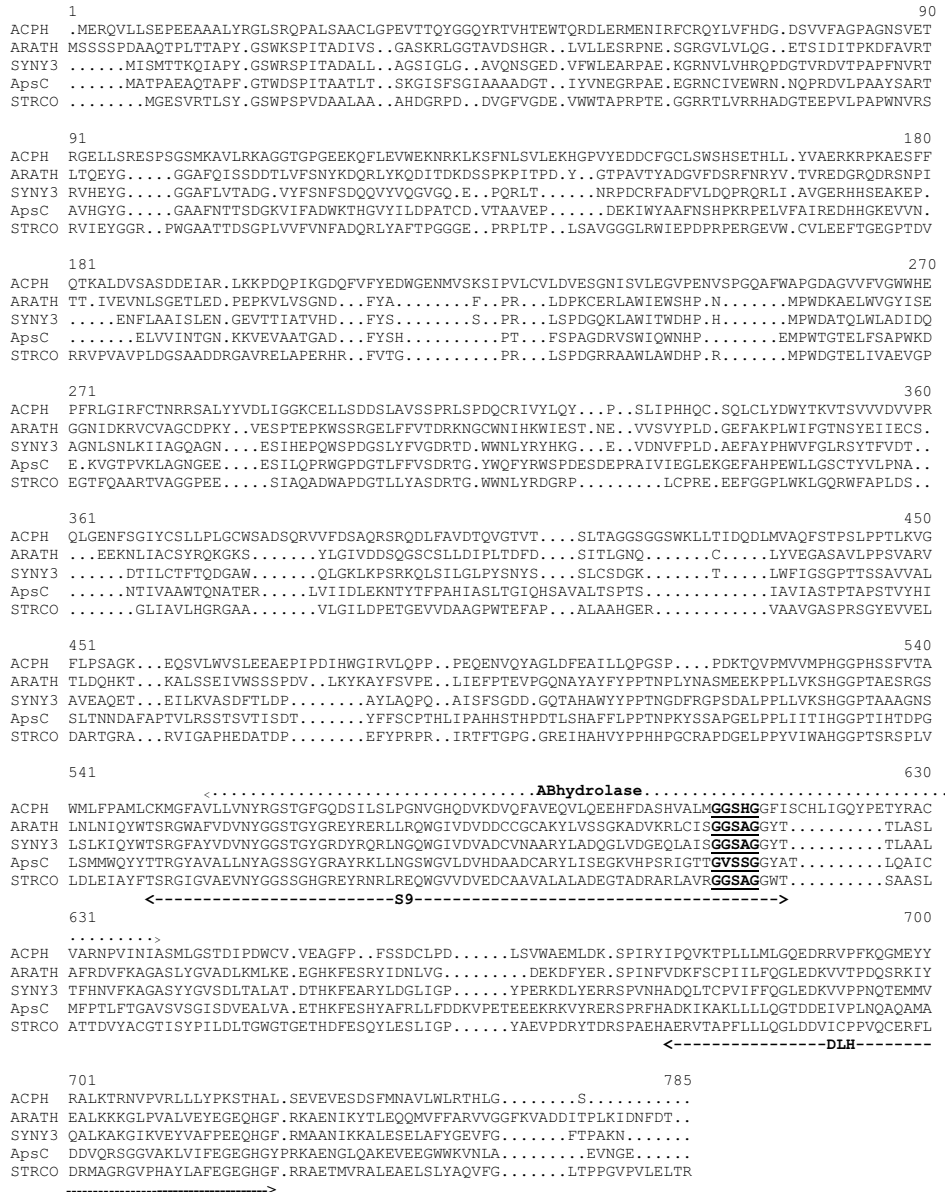 1 90
ACPH .MERQVLLSEPEEAAALYRGLSRQPALSAACLGPEVTTQYGGQYRTVHTEWTQRDLERMENIRFCRQYLVFHDG.DSVVFAGPAGNSVET
ARATH MSSSSPDAAQTPLTTAPY.GSWKSPITADIVS.GASKRLGGTAVDSHGR.LVLLESRPNE.SGRGVLVLQG..ETSIDITPKDFAVRT
SYNY3 ......MISMTTKQIAPY.GSWRSPITADALL.AGSIGLG.AVQNSGED.VFWLEARPAE.KGRNVLVHRQPDGTVRDVTPAPFNVRT
ApsC ......MATPAEAQTAPF.GTWDSPITAATLT..SKGISFSGIAAADGT.IYVNEGRPAE.EGRNCIVEWRN.NQPRDVLPAAYSART
STRCO ........MGESVRTLSY.GSWPSPVDAALAA..AHDGRPD.DVGFVGDE.VWWTAPRPTE.GGRRTLVRRHADGTEEPVLPAPWNVRS
91 180
ACPH RGELLSRESPSGSMKAVLRKAGGTGPGEEKQFLEVWEKNRKLKSFNLSVLEKHGPVYEDDCFGCLSWSHSETHLL.YVAERKRPKAESFF
ARATH LTQEYG.....GGAFQISSDDTLVFSNYKDQRLYKQDITDKDSSPKPITPD.Y..GTPAVTYADGVFDSRFNRYV.TVREDGRQDRSNPI
SYNY3 RVHEYG.....GGAFLVTADG.VYFSNFSDQQVYVQGVGQ.E..PQRLT....NRPDCRFADFVLDQPRQRLI.AVGERHHSEAKEP.
ApsC AVHGYG.....GAAFNTTSDGKVIFADWKTHGVYILDPATCD.VTAAVEP.....DEKIWYAAFNSHPKRPELVFAIREDHHGKEVVN.
STRCO RVIEYGGR..PWGAATTDSGPLVVFVNFADQRLYAFTPGGGE..PRPLTP..LSAVGGGLRWIEPDPRPERGEVW.CVLEEFTGEGPTDV
181 270
ACPH QTKALDVSASDDEIAR.LKKPDQPIKGDQFVFYEDWGENMVSKSIPVLCVLDVESGNISVLEGVPENVSPGQAFWAPGDAGVVFVGWWHE
ARATH TT.IVEVNLSGETLED.PEPKVLVSGND...FYA......F..PR...LDPKCERLAWIEWSHP.N......MPWDKAELWVGYISE
SYNY3 .....ENFLAAISLEN.GEVTTIATVHD...FYS......S..PR...LSPDGQKLAWITWDHP.H......MPWDATQLWLADIDQ
ApsC .......ELVVINTGN.KKVEVAATGAD...FYSH......PT...FSPAGDRVSWIQWNHP......EMPWTGTELFSAPWKD
STRCO RRVPVAVPLDGSAADDRGAVRELAPERHR..FVTG......PR...LSPDGRRAAWLAWDHP.R......MPWDGTELIVAEVGP
271 360
ACPH PFRLGIRFCTNRRSALYYVDLIGGKCELLSDDSLAVSSPRLSPDQCRIVYLQY...P..SLIPHHQC.SQLCLYDWYTKVTSVVVDVVPR
ARATH GGNIDKRVCVAGCDPKY..VESPTEPKWSSRGELFFVTDRKNGCWNIHKWIEST.NE..VVSVYPLD.GEFAKPLWIFGTNSYEIIECS.
SYNY3 AGNLSNLKIIAGQAGN....ESIHEPQWSPDGSLYFVGDRTD.WWNLYRYHKG..E..VDNVFPLD.AEFAYPHWVFGLRSYTFVDT..
ApsC E.KVGTPVKLAGNGEE....ESILQPRWGPDGTLFFVSDRTG.YWQFYRWSPDESDEPRAIVIEGLEKGEFAHPEWLLGSCTYVLPNA..
STRCO EGTFQAARTVAGGPEE.....SIAQADWAPDGTLLYASDRTG.WWNLYRDGRP.........LCPRE.EEFGGPLWKLGQRWFAPLDS..
361 450
ACPH QLGENFSGIYCSLLPLGCWSADSQRVVFDSAQRSRQDLFAVDTQVGTVT...SLTAGGSGGSWKLLTIDQDLMVAQFSTPSLPPTLKVG
ARATH ...EEKNLIACSYRQKGKS......YLGIVDDSQGSCSLLDIPLTDFD.....SITLGNQ.....C....LYVEGASAVLPPSVARV
SYNY3 ......DTILCTFTQDGAW.......QLGKLKPSRKQLSILGLPYSNYS....SLCSDGK.....T....LWFIGSGPTTSSAVVAL
ApsC ......NTIVAAWTQNATER......LVIIDLEKNTYTFPAHIASLTGIQHSAVALTSPTS..........IAVIASTPTAPSTVYHI
STRCO ......GLIAVLHGRGAA.......VLGILDPETGEVVDAAGPWTEFAP...ALAAHGER..........VAAVGASPRSGYEVVEL
451 540
ACPH FLPSAGK...EQSVLWVSLEEAEPIPDIHWGIRVLQPP..PEQENVQYAGLDFEAILLQPGSP....PDKTQVPMVVMPHGGPHSSFVTA
ARATH TLDQHKT...KALSSEIVWSSSPDV..LKYKAYFSVPE..LIEFPTEVPGQNAYAYFYPPTNPLYNASMEEKPPLLVKSHGGPTAESRGS
SYNY3 AVEAQET...EILKVASDFTLDP.....AYLAQPQ..AISFSGDD.GQTAHAWYYPPTNGDFRGPSDALPPLLVKSHGGPTAAAGNS
ApsC SLTNNDAFAPTVLRSSTSVTISDT......YFFSCPTHLIPAHHSTHPDTLSHAFFLPPTNPKYSSAPGELPPLIITIHGGPTIHTDPG
STRCO DARTGRA...RVIGAPHEDATDP......EFYPRPR..IRTFTGPG.GREIHAHVYPPHHPGCRAPDGELPPYVIWAHGGPTSRSPLV
541 630
<..............................ABhydrolase..............................
ACPH WMLFPAMLCKMGFAVLLVNYRGSTGFGQDSILSLPGNVGHQDVKDVQFAVEQVLQEEHFDASHVALMGGSHGGFISCHLIGQYPETYRAC
ARATH LNLNIQYWTSRGWAFVDVNYGGSTGYGREYRERLLRQWGIVDVDDCCGCAKYLVSSGKADVKRLCISGGSAGGYT.........TLASL
SYNY3 LSLKIQYWTSRGFAYVDVNYGGSTGYGRDYRQRLNGQWGIVDVADCVNAARYLADQGLVDGEQLAISGGSAGGYT.........TLAAL
ApsC LSMMWQYYTTRGYAVALLNYAGSSGYGRAYRKLLNGSWGVLDVHDAADCARYLISEGKVHPSRIGTTGVSSGGYAT........LQAIC
STRCO LDLEIAYFTSRGIGVAEVNYGGSSGHGREYRNRLREQWGVVDVEDCAAVALALADEGTADRARLAVRGGSAGGWT.........SAASL
<------------------------S9------------------------------------->
631 700
.........>
ACPH VARNPVINIASMLGSTDIPDWCV.VEAGFP..FSSDCLPD.....LSVWAEMLDK.SPIRYIPQVKTPLLLMLGQEDRRVPFKQGMEYY
ARATH AFRDVFKAGASLYGVADLKMLKE.EGHKFESRYIDNLVG.......DEKDFYER.SPINFVDKFSCPIILFQGLEDKVVTPDQSRKIY
SYNY3 TFHNVFKAGASYYGVSDLTALAT.DTHKFEARYLDGLIGP.....YPERKDLYERRSPVNHADQLTCPVIFFQGLEDKVVPPNQTEMMV
ApsC MFPTLFTGAVSVSGISDVEALVA.ETHKFESHYARLLFDDKVPETEEEKRKVYRERSPRFHADKIKAKLLLLQGTDDEIVPLNQAQAMA
STRCO ATTDVYACGTISYPILDLTGWGTGETHDFESQYLESLIGP.....YAEVPDRYTDRSPAEHAERVTAPFLLLQGLDDVICPPVQCERFL
<----------------DLH--------
701 785
ACPH RALKTRNVPVRLLLYPKSTHAL.SEVEVESDSFMNAVLWLRTHLG........S...........
ARATH EALKKKGLPVALVEYEGEQHGF.RKAENIKYTLEQQMVFFARVVGGFKVADDITPLKIDNFDT..
SYNY3 QALKAKGIKVEYVAFPEEQHGF.RMAANIKKALESELAFYGEVFG........FTPAKN......
ApsC DDVQRSGGVAKLVIFEGEGHGYPRKAENGLQAKEVEEGWWKVNLA........EVNGE.......
STRCO DRMAGRGVPHAYLAFEGEGHGF.RRAETMVRALEAELSLYAQVFG.......LTPPGVPVLELTR
---------------------------->